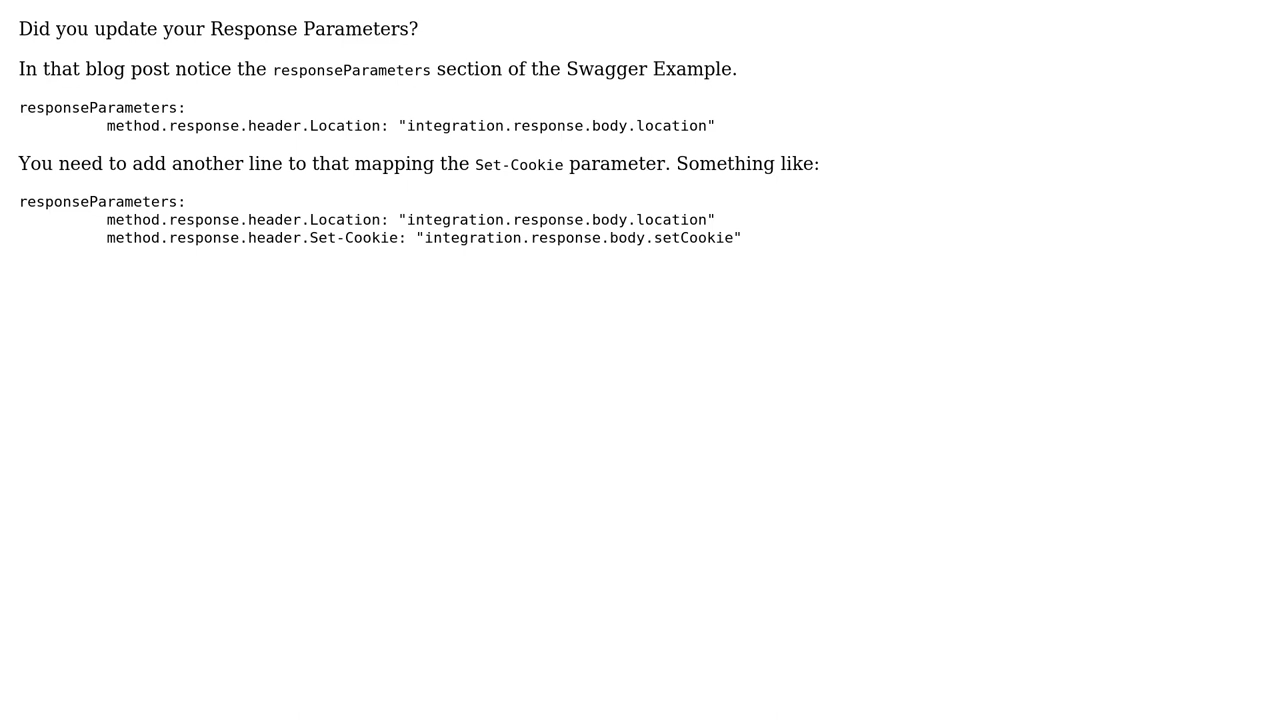 Did you update your Response Parameters?
In that blog post notice the responseParameters section of the Swagger Example.
responseParameters:
          method.response.header.Location: "integration.response.body.location"
You need to add another line to that mapping the Set-Cookie parameter. Something like:
responseParameters:
          method.response.header.Location: "integration.response.body.location"
          method.response.header.Set-Cookie: "integration.response.body.setCookie"